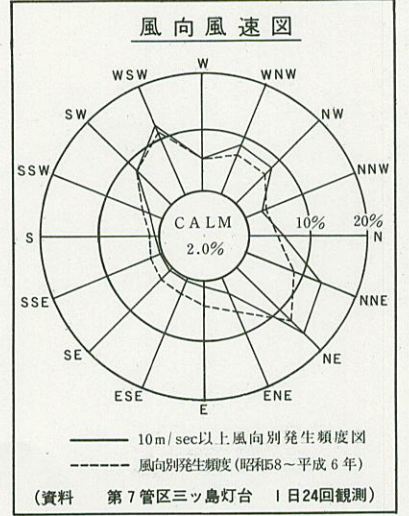 風向風速図
W
WSW
WNW
SW
NW
SSW
NNW
CALM
2.0%
S
10%
20%
N
SSE
NNE
SE
NE
ESE
ENE
E
10m/sec以上風向別発生頻度図
風向別発生頻度(昭和58～平成6年)
(資料 第7管区三ッ島灯台 1日24回観測)